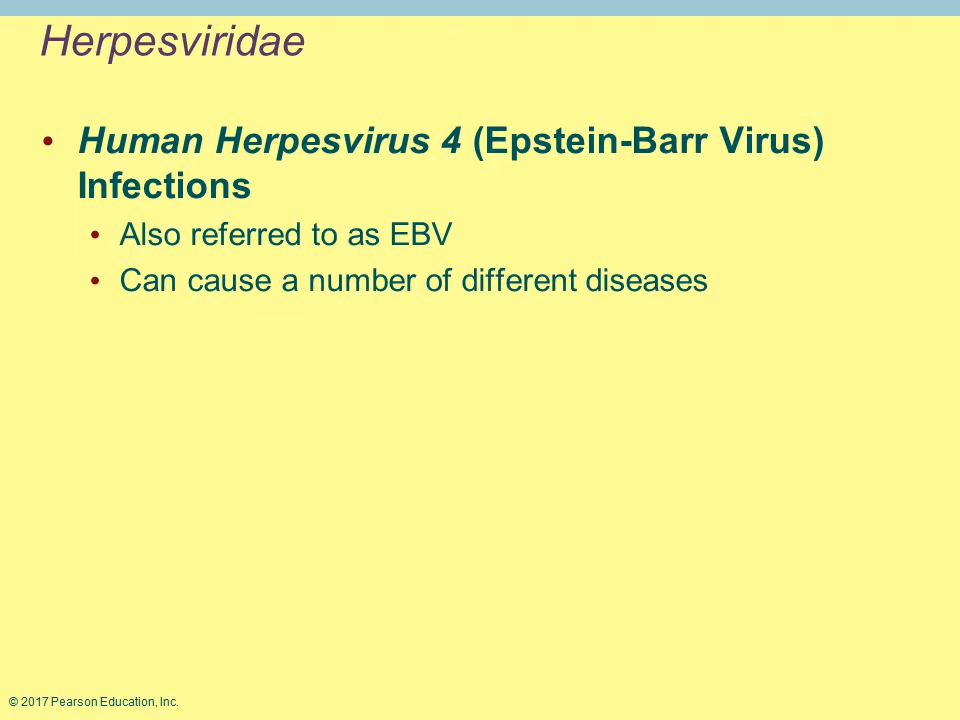 Herpesviridae
• Human Herpesvirus 4 (Epstein-Barr Virus)
Infections
• Also referred to as EBV
• Can cause a number of different diseases
© 2017 Pearson Education, Inc.